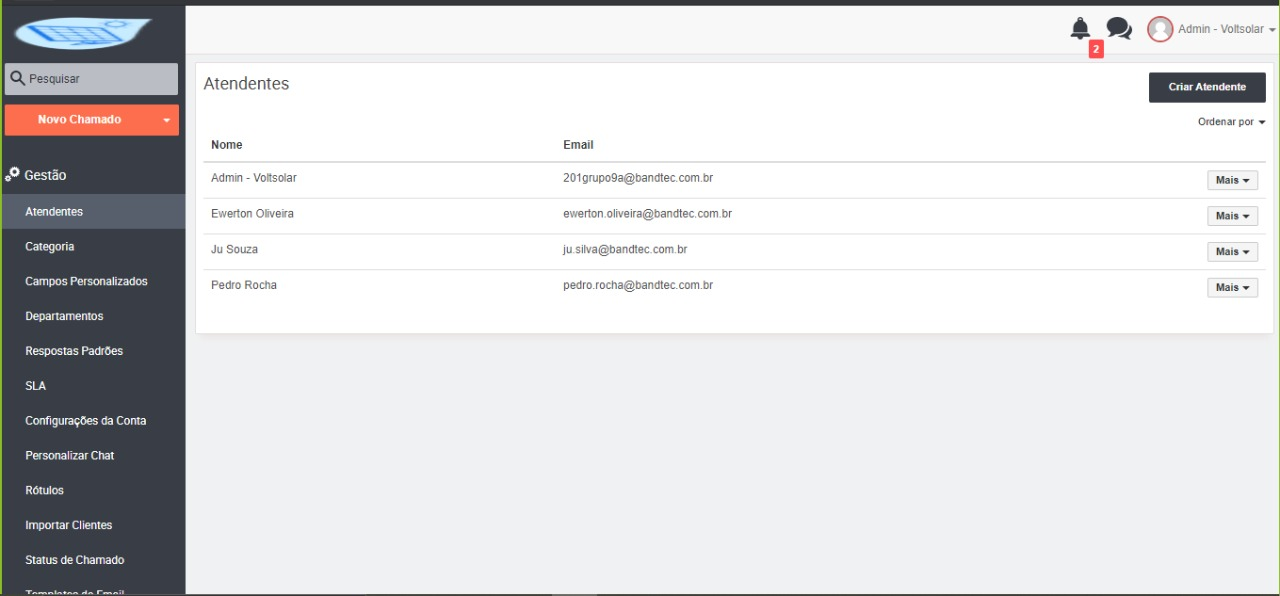 2
Admin - Voltsolar
Pesquisar
Novo Chamado
Gestão
Atendentes
Categoria
Campos Personalizados
Departamentos
Respostas Padrões
SLA
Configurações da Conta
Personalizar Chat
Rótulos
Importar Clientes
Status de Chamado
Templates de Email
Atendentes
Criar Atendente
Ordenar por
Nome Email
Admin - Voltsolar 201grupo9a@bandtec.com.br Mais
Ewerton Oliveira ewerton.oliveira@bandtec.com.br Mais
Ju Souza ju.silva@bandtec.com.br Mais
Pedro Rocha pedro.rocha@bandtec.com.br Mais